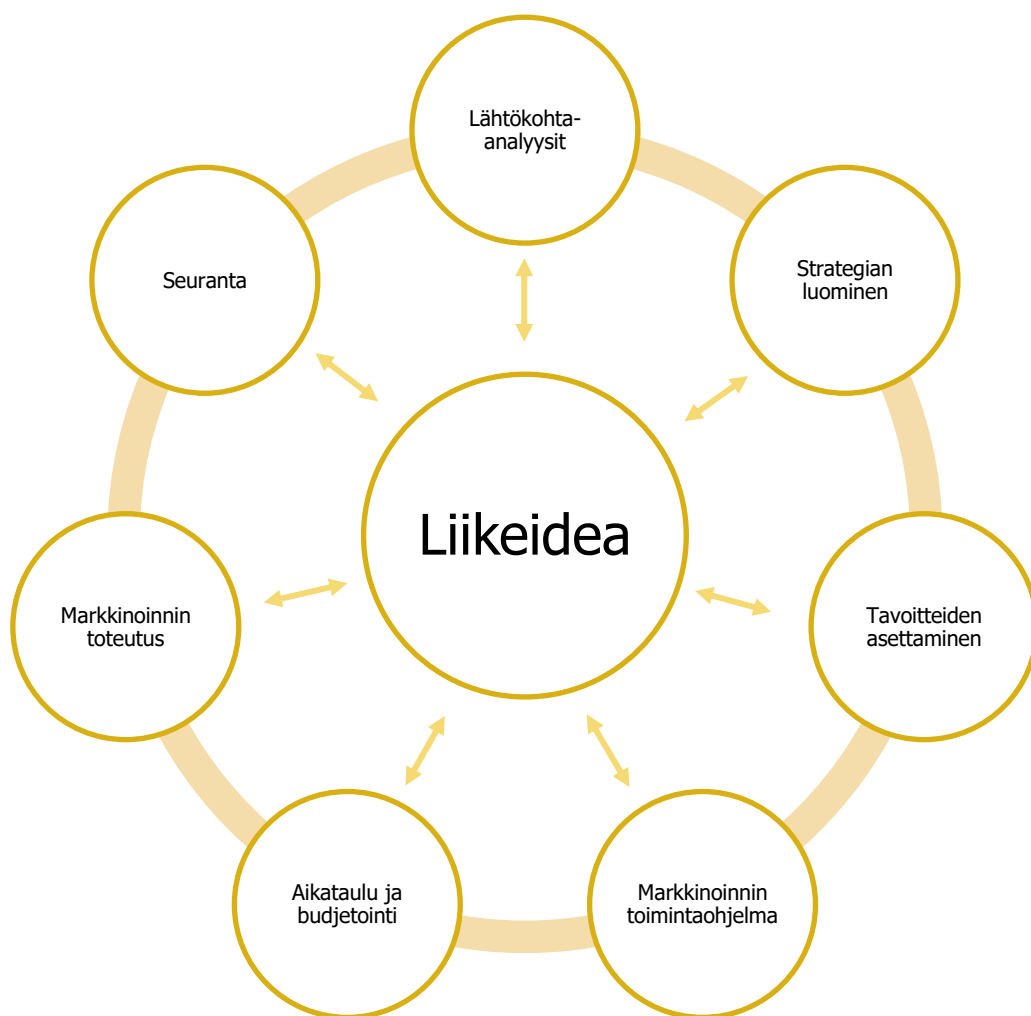 Lähtökohta-
analyysit
Strategian
luominen
Tavoitteiden
asettaminen
Markkinoinnin
toimintaohjelma
Aikataulu ja
budjetointi
Markkinoinnin
toteutus
Seuranta
Liikeidea